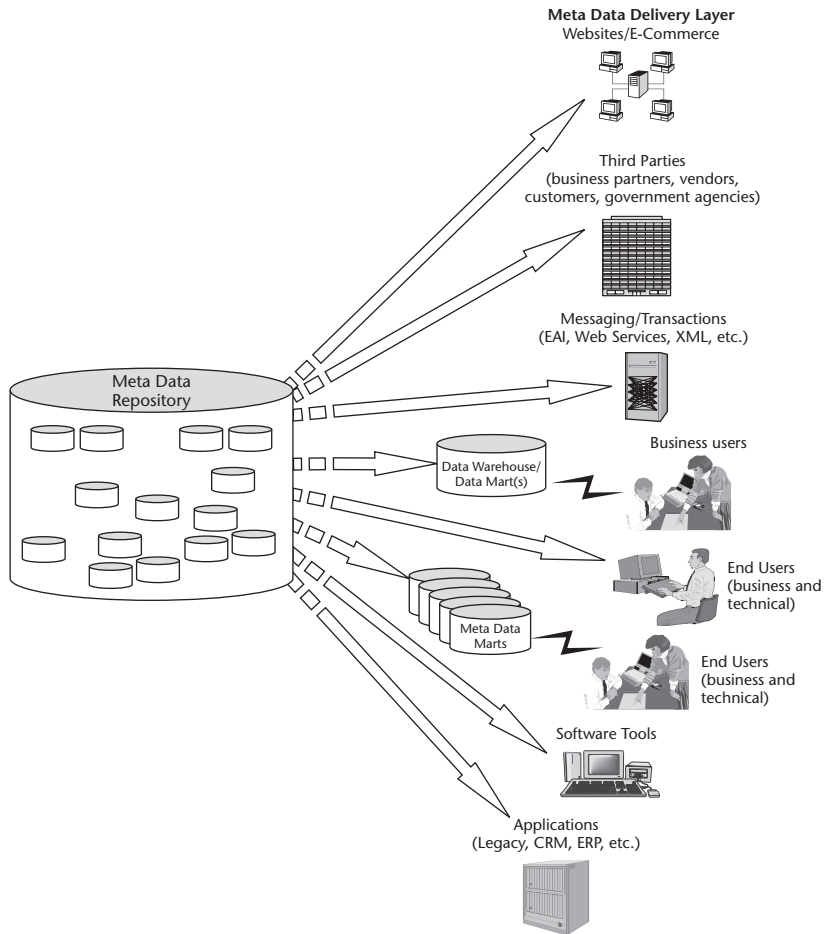 Meta Data Delivery Layer
Websites/E-Commerce
Third Parties
(business partners, vendors,
customers, government agencies)
Messaging/Transactions
(EAI, Web Services, XML, etc.)
Meta Data
Repository
Business users
Data Warehouse/
Data Mart(s)
End Users
(business and
technical)
Meta Data
Marts
End Users
(business and
technical)
Software Tools
Applications
(Legacy, CRM, ERP, etc.)